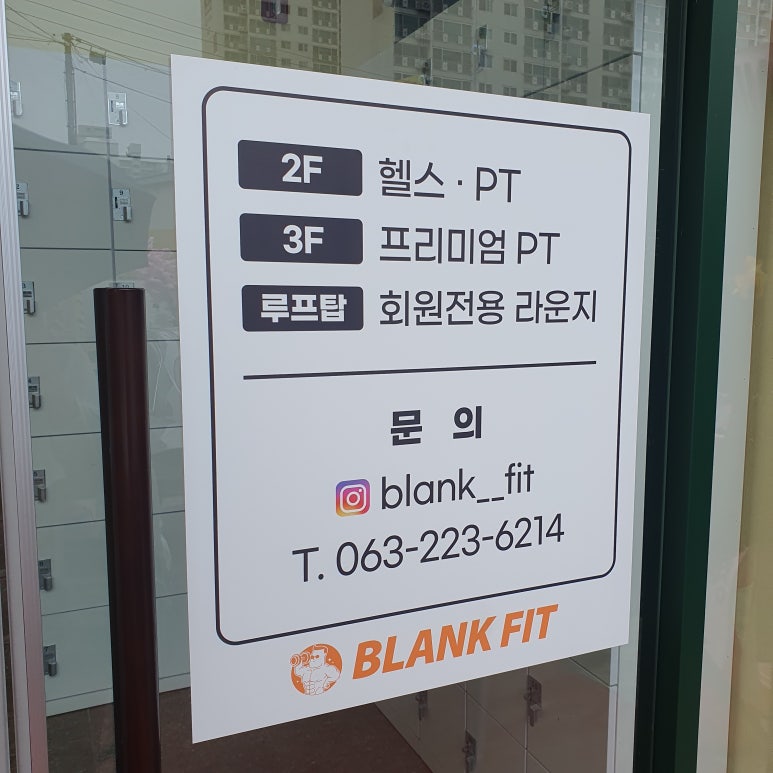 2F 헬스 · PT
3F 프리미엄 PT
루프탑 회원전용 라운지
문 의
blank__fit
T. 063-223-6214
BLANK FIT